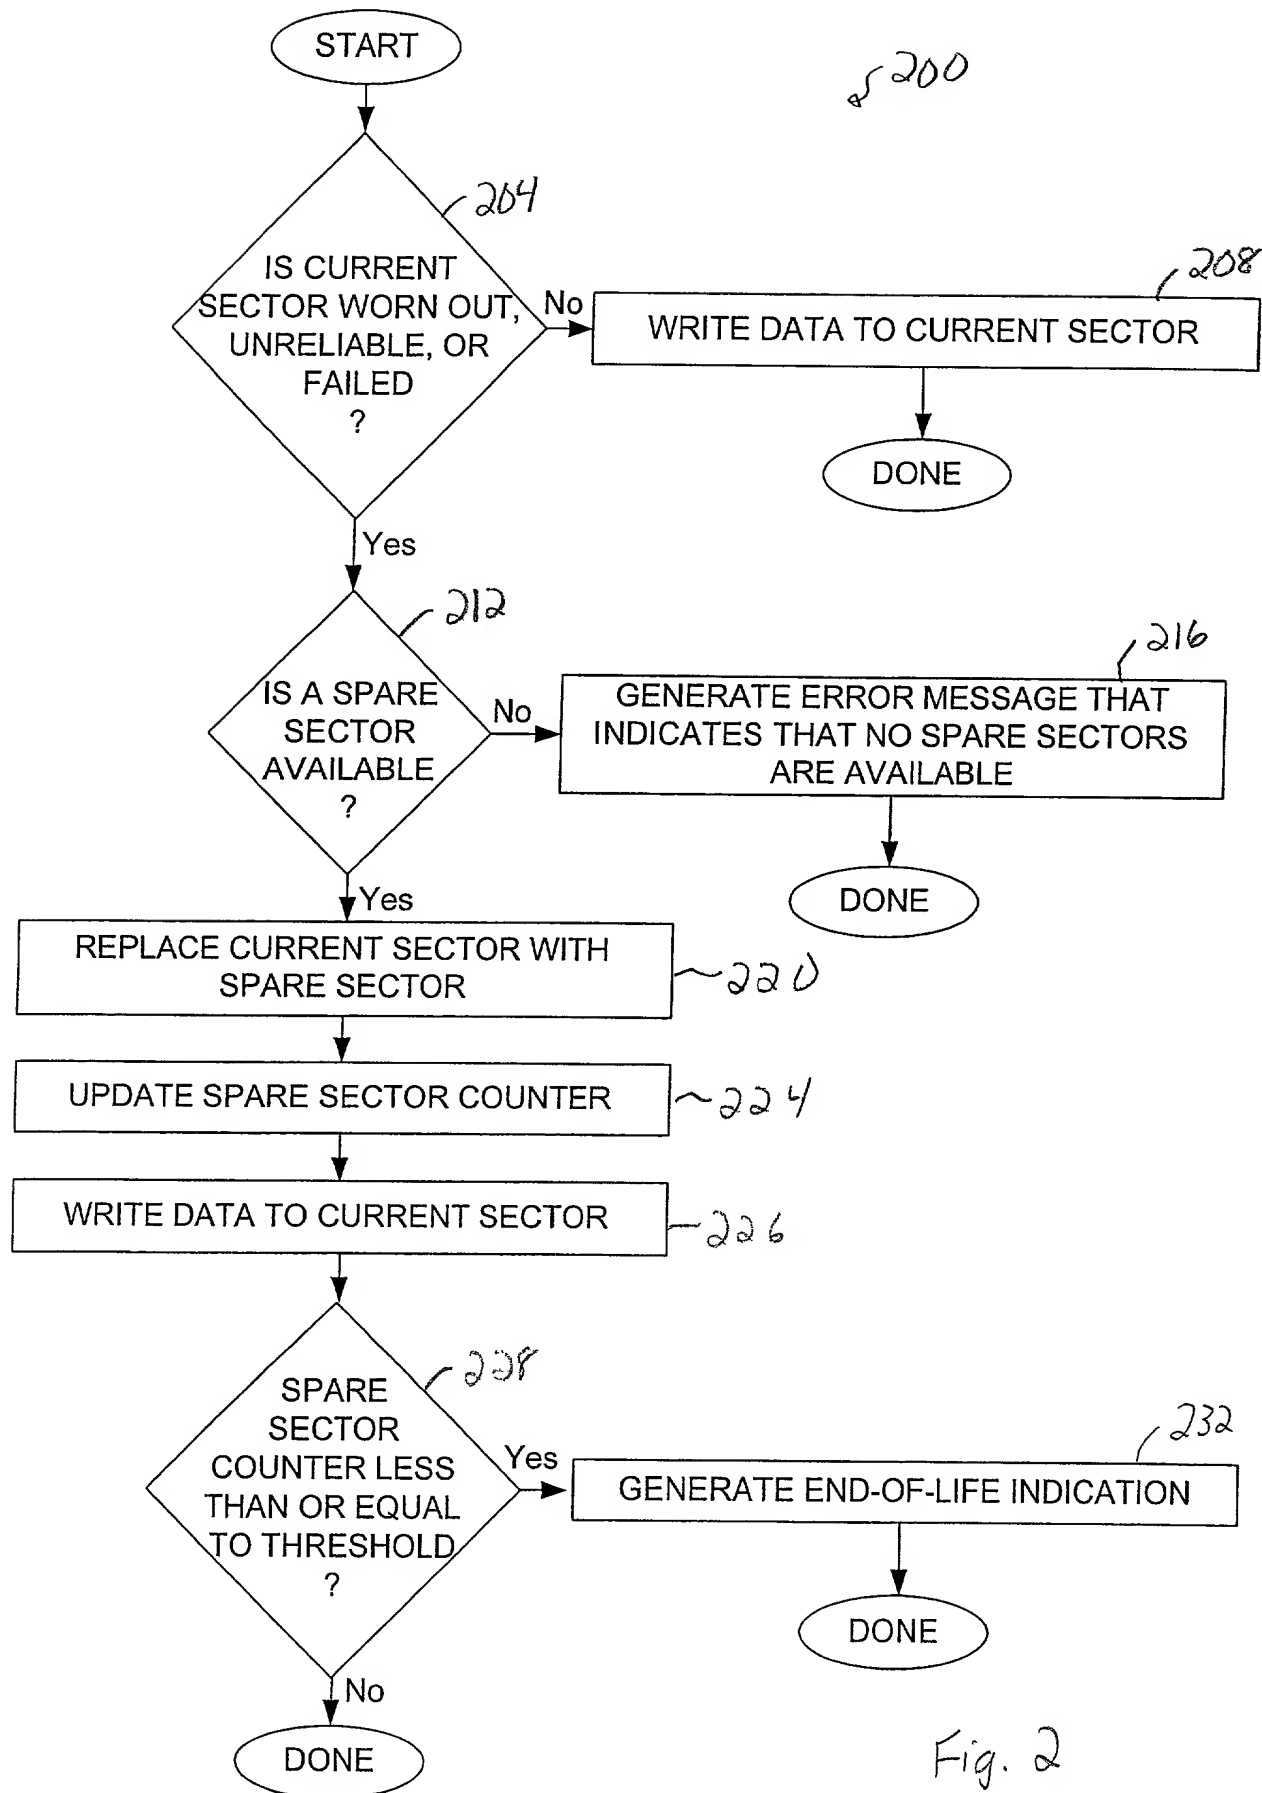 START
200
204
IS CURRENT
SECTOR WORN OUT,
UNRELIABLE, OR
FAILED
?
No
208
WRITE DATA TO CURRENT SECTOR
DONE
Yes
212
IS A SPARE
SECTOR
AVAILABLE
?
No
216
GENERATE ERROR MESSAGE THAT
INDICATES THAT NO SPARE SECTORS
ARE AVAILABLE
DONE
Yes
REPLACE CURRENT SECTOR WITH
SPARE SECTOR
220
UPDATE SPARE SECTOR COUNTER
224
WRITE DATA TO CURRENT SECTOR
226
228
SPARE
SECTOR
COUNTER LESS
THAN OR EQUAL
TO THRESHOLD
?
Yes
232
GENERATE END-OF-LIFE INDICATION
DONE
No
DONE
Fig. 2